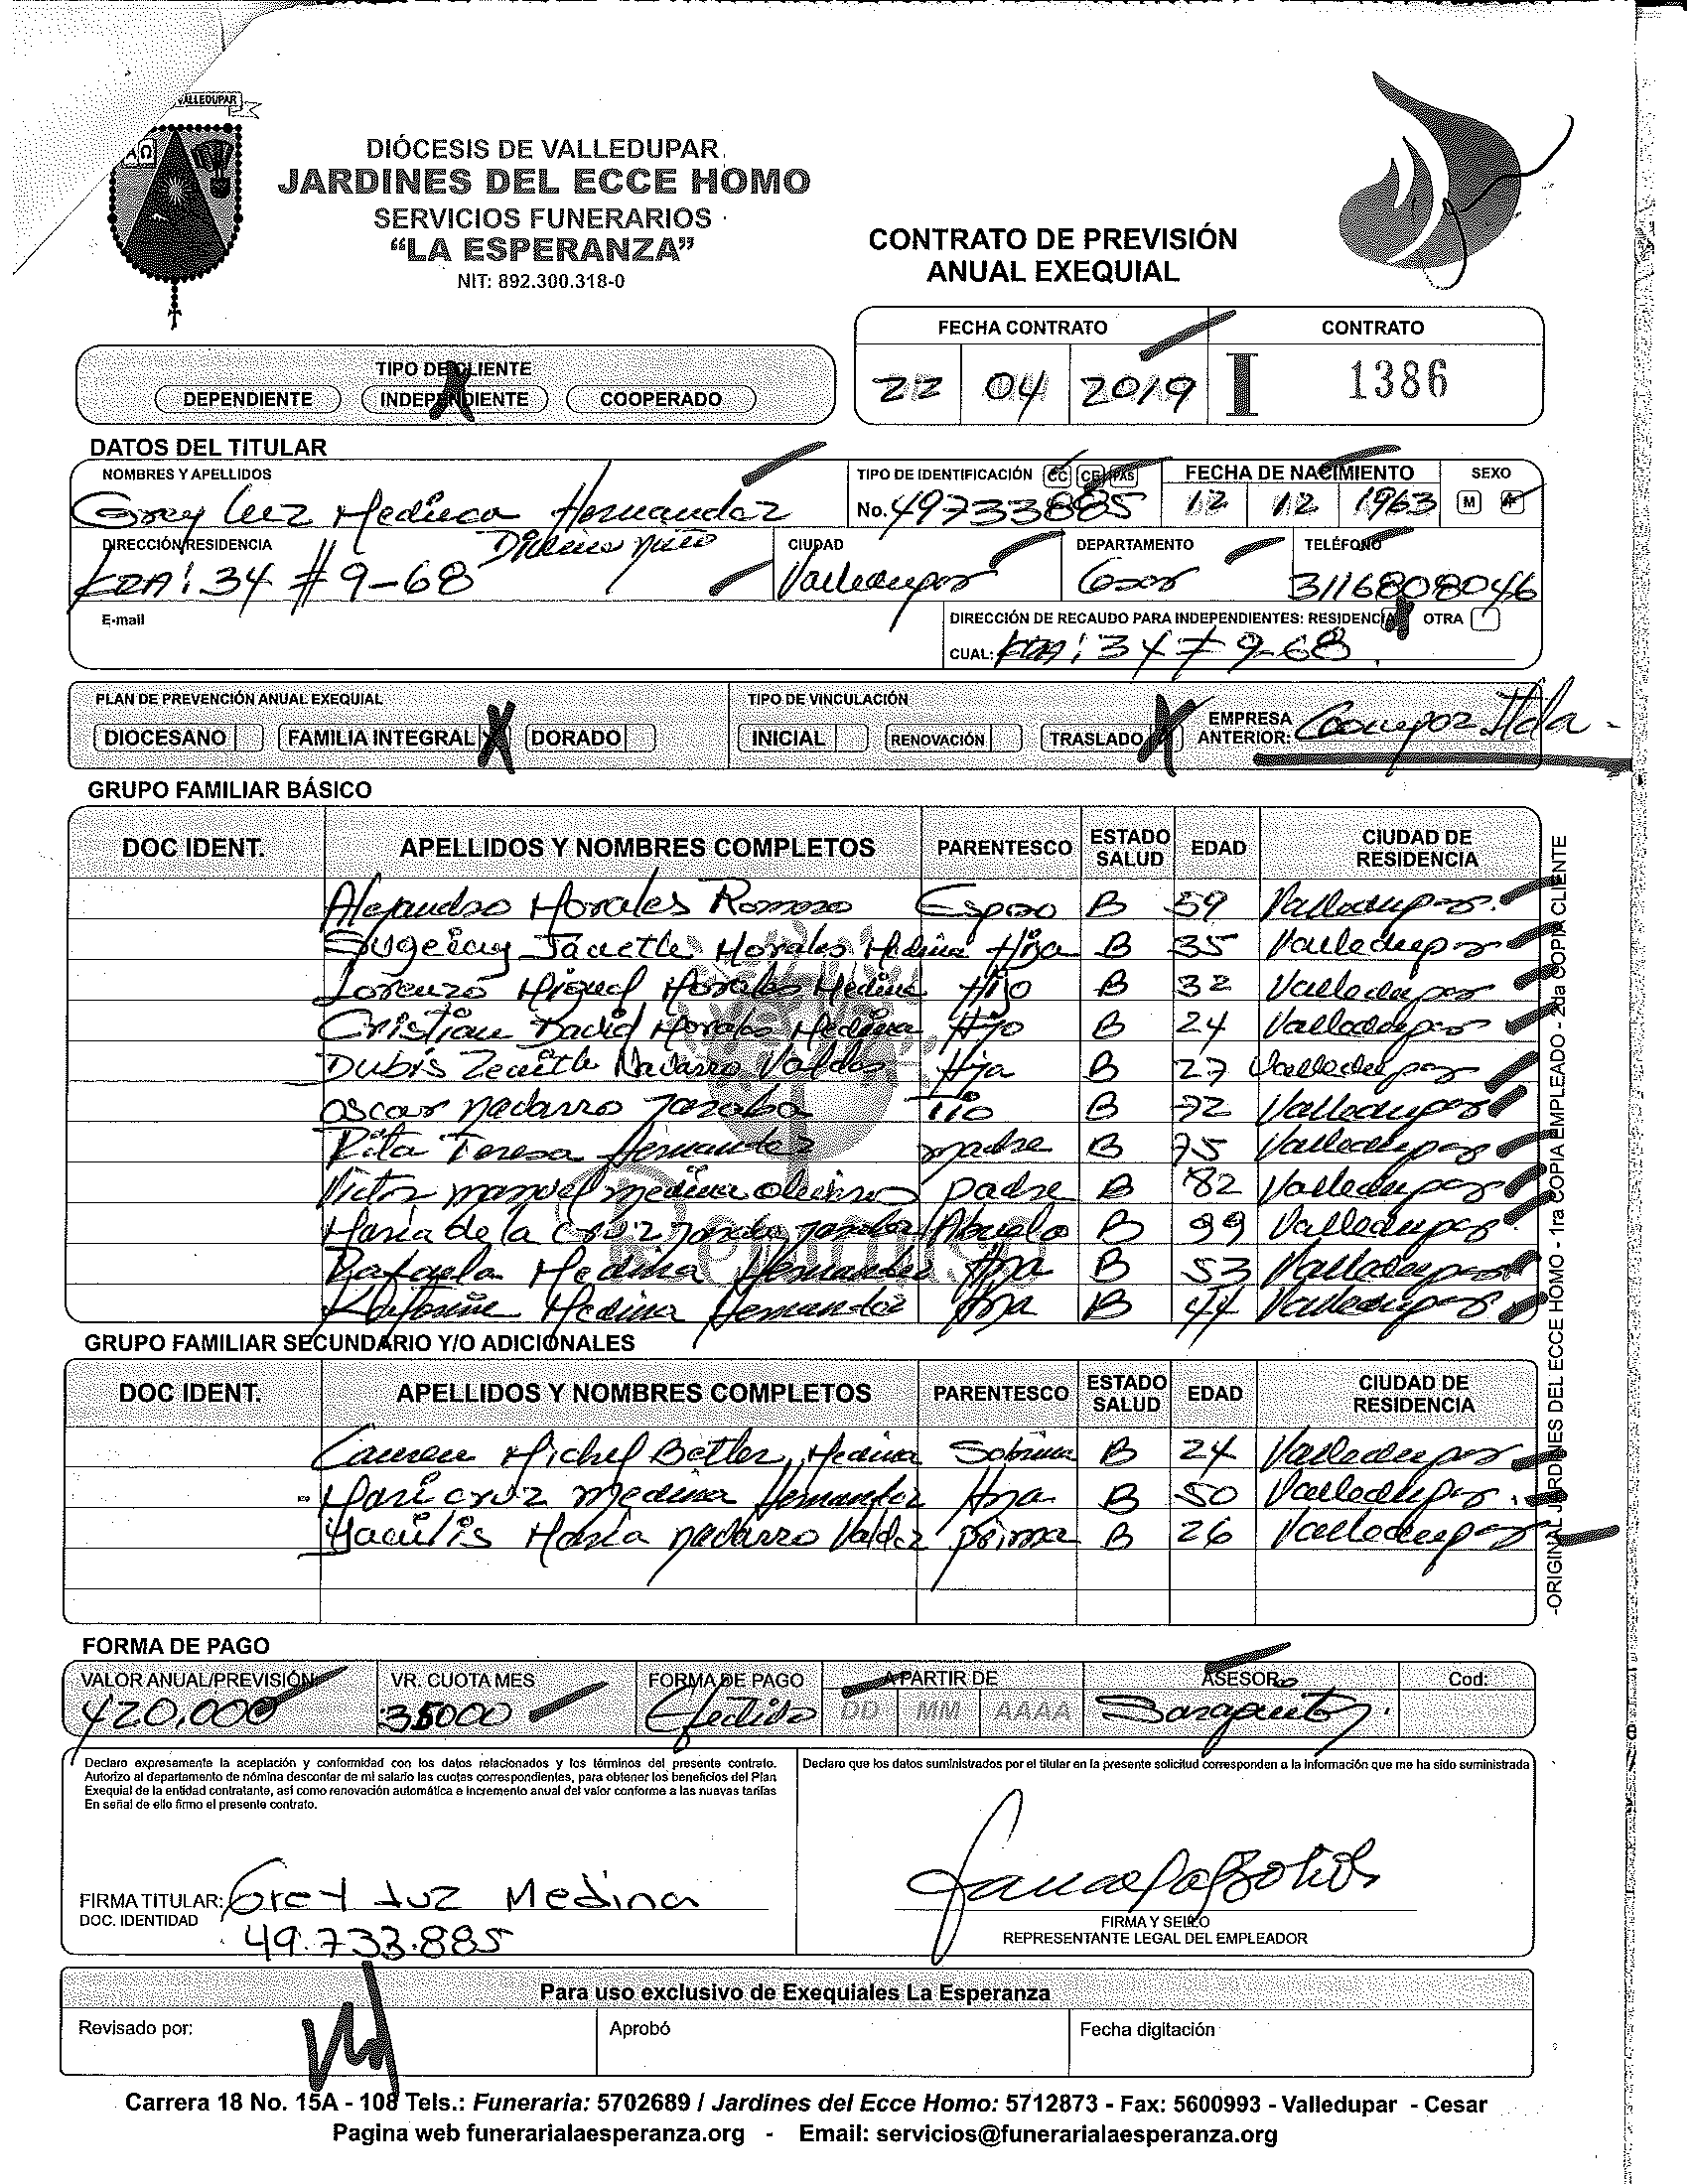 VALLEDUPAR
ΑΩ
DIÓCESIS DE VALLEDUPAR
JARDINES DEL ECCE HOMO
SERVICIOS FUNERARIOS
“LA ESPERANZA”
NIT: 892.300.318-0
CONTRATO DE PREVISIÓN
ANUAL EXEQUIAL
FECHA CONTRATO CONTRATO
22 04 2019 I 1386
TIPO DE CLIENTE
DEPENDIENTE INDEPENDIENTE X COOPERADO
DATOS DEL TITULAR
NOMBRES Y APELLIDOS TIPO DE IDENTIFICACIÓN CC CE PAS FECHA DE NACIMIENTO SEXO
Grey Luz Medina Hernandez No. 49733885 12 12 1963 M F
DIRECCIÓN/RESIDENCIA Divino niño CIUDAD DEPARTAMENTO TELÉFONO
KRA: 34 # 9-68 Valledupar Cesar 3116808046
E-mail DIRECCIÓN DE RECAUDO PARA INDEPENDIENTES: RESIDENCIA X OTRA
CUAL: KRA: 34 # 9-68
PLAN DE PREVENCIÓN ANUAL EXEQUIAL TIPO DE VINCULACIÓN
DIOCESANO FAMILIA INTEGRAL X DORADO INICIAL RENOVACIÓN TRASLADO X EMPRESA ANTERIOR: ltda
GRUPO FAMILIAR BÁSICO
DOC IDENT. APELLIDOS Y NOMBRES COMPLETOS PARENTESCO ESTADO SALUD EDAD CIUDAD DE RESIDENCIA
Alejandro Morales Romero Esposo B 59 Valledupar
Morales Medina Hija B 35 Valledupar
Lorenzo Miguel Morales Medina Hijo B 32 Valledupar
Cristian David Morales Medina Hijo B 24 Valledupar
Dubis Zenith Navarro Valdes Hija B 27 Valledupar
Oscar Navarro Tio B 72 Valledupar
Rita Teresa Hernandez madre B 75 Valledupar
Victor manuel medina padre B 82 Valledupar
Maria de la Cruz Abuela B 99 Valledupar
Rafaela Medina Hernandez Hna B 53 Valledupar
Medina Hernandez Hna B 44 Valledupar
GRUPO FAMILIAR SECUNDARIO Y/O ADICIONALES
DOC IDENT. APELLIDOS Y NOMBRES COMPLETOS PARENTESCO ESTADO SALUD EDAD CIUDAD DE RESIDENCIA
Michel Medina Sobrina B 24 Valledupar
Maricruz medina Hernandez Hna B 50 Valledupar
Maria navarro Valdez prima B 26 Valledupar
FORMA DE PAGO
VALOR ANUAL/PREVISIÓN VR. CUOTA MES FORMA DE PAGO A PARTIR DE ASESOR Cod:
420,000 35000 Efectivo DD MM AAAA
Declaro expresamente la aceptación y conformidad con los datos relacionados y los términos del presente contrato.
Autorizo al departamento de nómina descontar de mi salario las cuotas correspondientes, para obtener los beneficios del Plan
Exequial de la entidad contratante, así como renovación automática e incremento anual del valor conforme a las nuevas tarifas
En señal de ello firmo el presente contrato.
Declaro que los datos suministrados por el titular en la presente solicitud corresponden a la información que me ha sido suministrada
FIRMA TITULAR: Grey Luz Medina
DOC. IDENTIDAD 49.733.885
FIRMA Y SELLO
REPRESENTANTE LEGAL DEL EMPLEADOR
Para uso exclusivo de Exequiales La Esperanza
Revisado por: Aprobó Fecha digitación
Carrera 18 No. 15A - 108 Tels.: Funeraria: 5702689 / Jardines del Ecce Homo: 5712873 - Fax: 5600993 - Valledupar - Cesar
Pagina web funerarialaesperanza.org - Email: servicios@funerarialaesperanza.org
-ORIGINAL JARDINES DEL ECCE HOMO - 1ra COPIA EMPLEADO - 2da COPIA CLIENTE